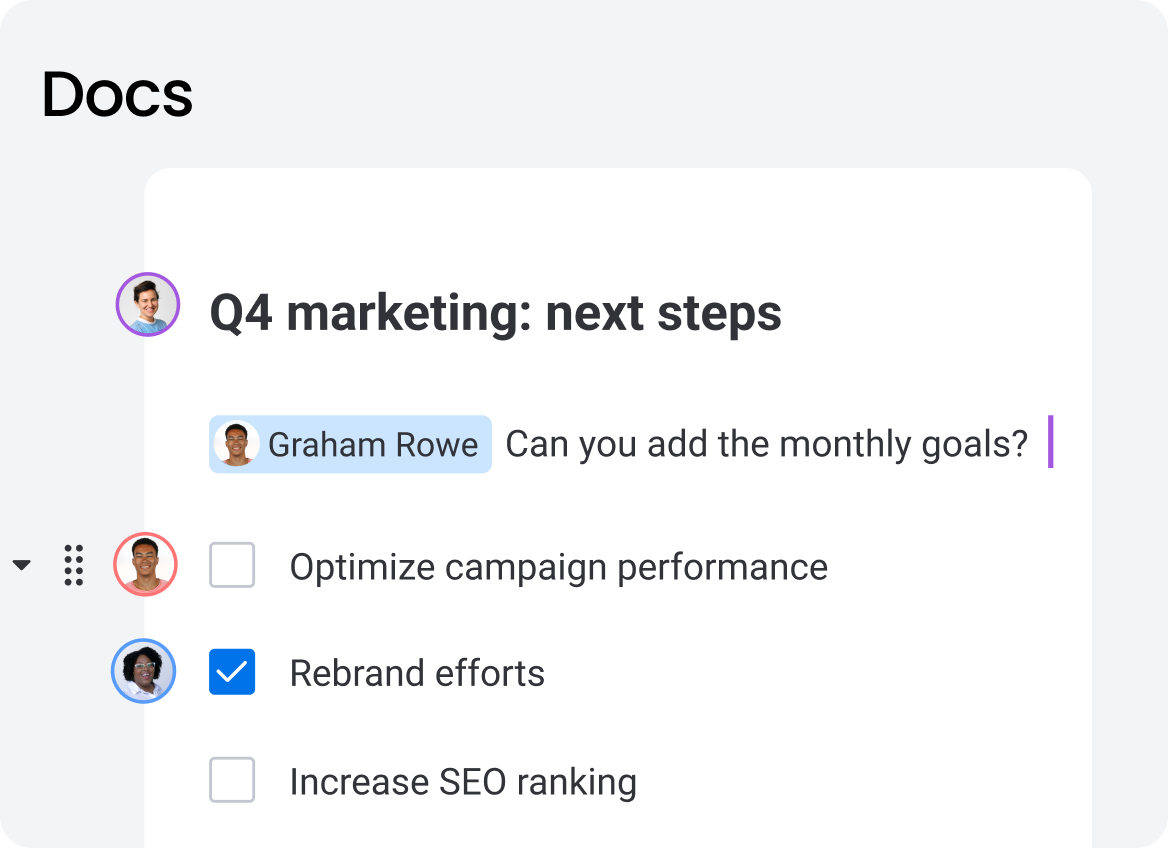 Docs
Q4 marketing: next steps
Graham Rowe Can you add the monthly goals?
Optimize campaign performance
Rebrand efforts
Increase SEO ranking